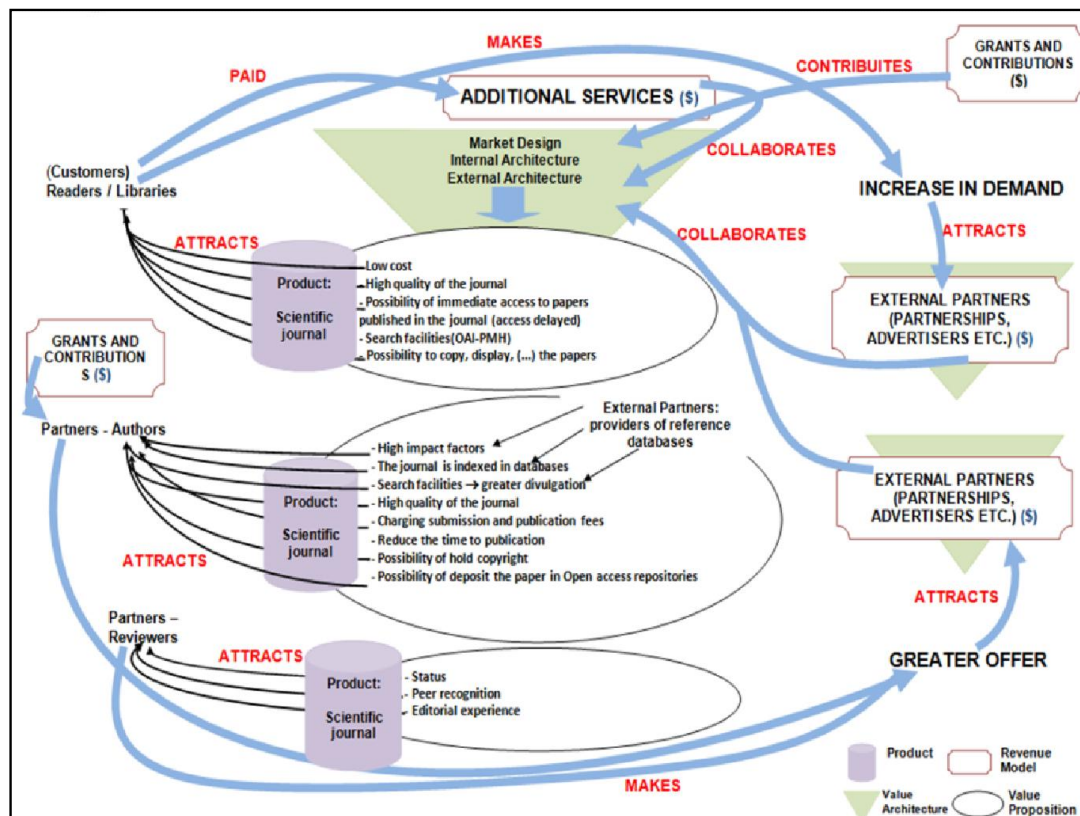 MAKES
GRANTS AND
CONTRIBUTIONS
($)
PAID
CONTRIBUITES
ADDITIONAL SERVICES ($)
Market Design
Internal Architecture
External Architecture
COLLABORATES
(Customers)
Readers / Libraries
INCREASE IN DEMAND
ATTRACTS
COLLABORATES
ATTRACTS
Product:
Scientific
journal
-Low cost
-High quality of the journal
- Possibility of immediate access to papers
published in the journal (access delayed)
-Search facilities(OAI-PMH)
-Possibility to copy, display, (...) the papers
EXTERNAL PARTNERS
(PARTNERSHIPS,
ADVERTISERS ETC.) ($)
GRANTS AND
CONTRIBUTION
S ($)
Partners - Authors
External Partners:
providers of reference
databases
- High impact factors
- The journal is indexed in databases
- Search facilities → greater divulgation
- High quality of the journal
- Charging submission and publication fees
- Reduce the time to publication
- Possibility of hold copyright
- Possibility of deposit the paper in Open access repositories
Product:
Scientific
journal
ATTRACTS
EXTERNAL PARTNERS
(PARTNERSHIPS,
ADVERTISERS ETC.) ($)
ATTRACTS
Partners –
Reviewers
ATTRACTS
Product:
Scientific
journal
- Status
- Peer recognition
- Editorial experience
GREATER OFFER
MAKES
Product
Revenue
Model
Value
Architecture
Value
Proposition